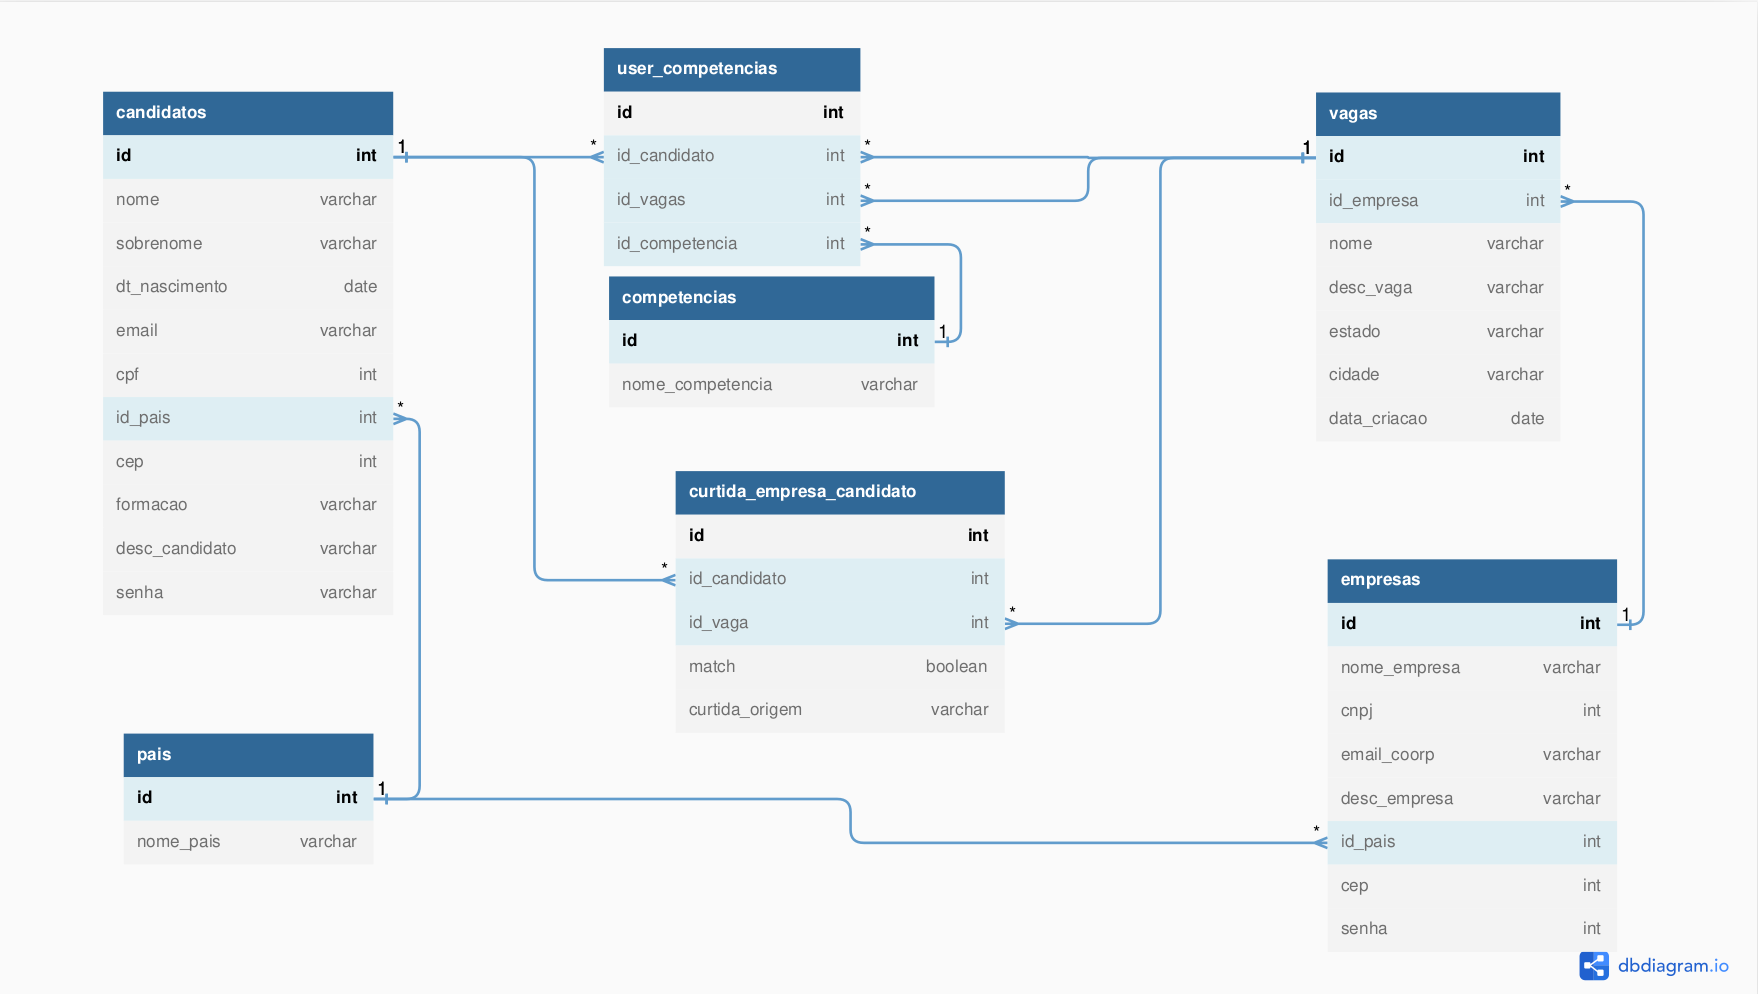 candidatos
id int
nome varchar
sobrenome varchar
dt_nascimento date
email varchar
cpf int
id_pais int
cep int
formacao varchar
desc_candidato varchar
senha varchar
1
*
user_competencias
id int
id_candidato int
id_vagas int
id_competencia int
*
*
*
*
competencias
id int
nome_competencia varchar
1
curtida_empresa_candidato
id int
id_candidato int
id_vaga int
match boolean
curtida_origem varchar
*
*
vagas
id int
id_empresa int
nome varchar
desc_vaga varchar
estado varchar
cidade varchar
data_criacao date
1
*
empresas
id int
nome_empresa varchar
cnpj int
email_coorp varchar
desc_empresa varchar
id_pais int
cep int
senha int
1
*
pais
id int
nome_pais varchar
1
dbdiagram.io